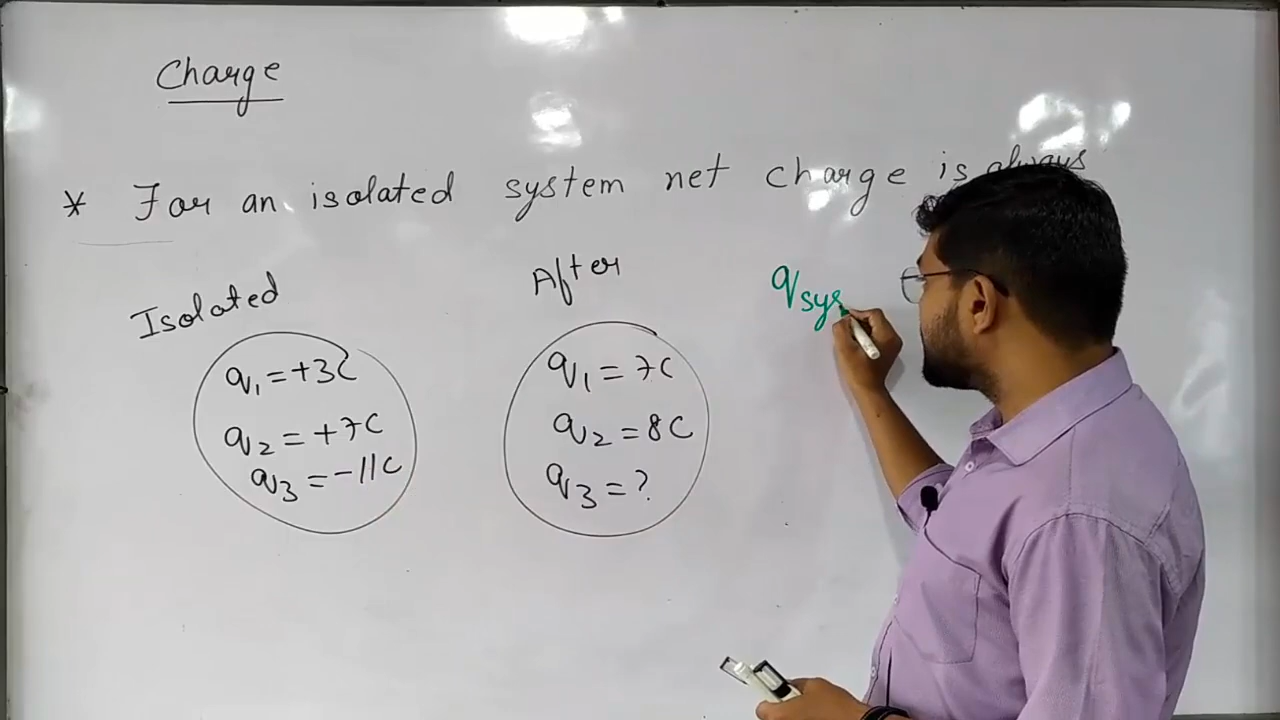 Charge
* For an isolated system net charge is always
Isolated
q₁ = +3C
q₂ = +7C
q₃ = -11C
After
q₁ = 7C
q₂ = 8C
q₃ = ?
qsys